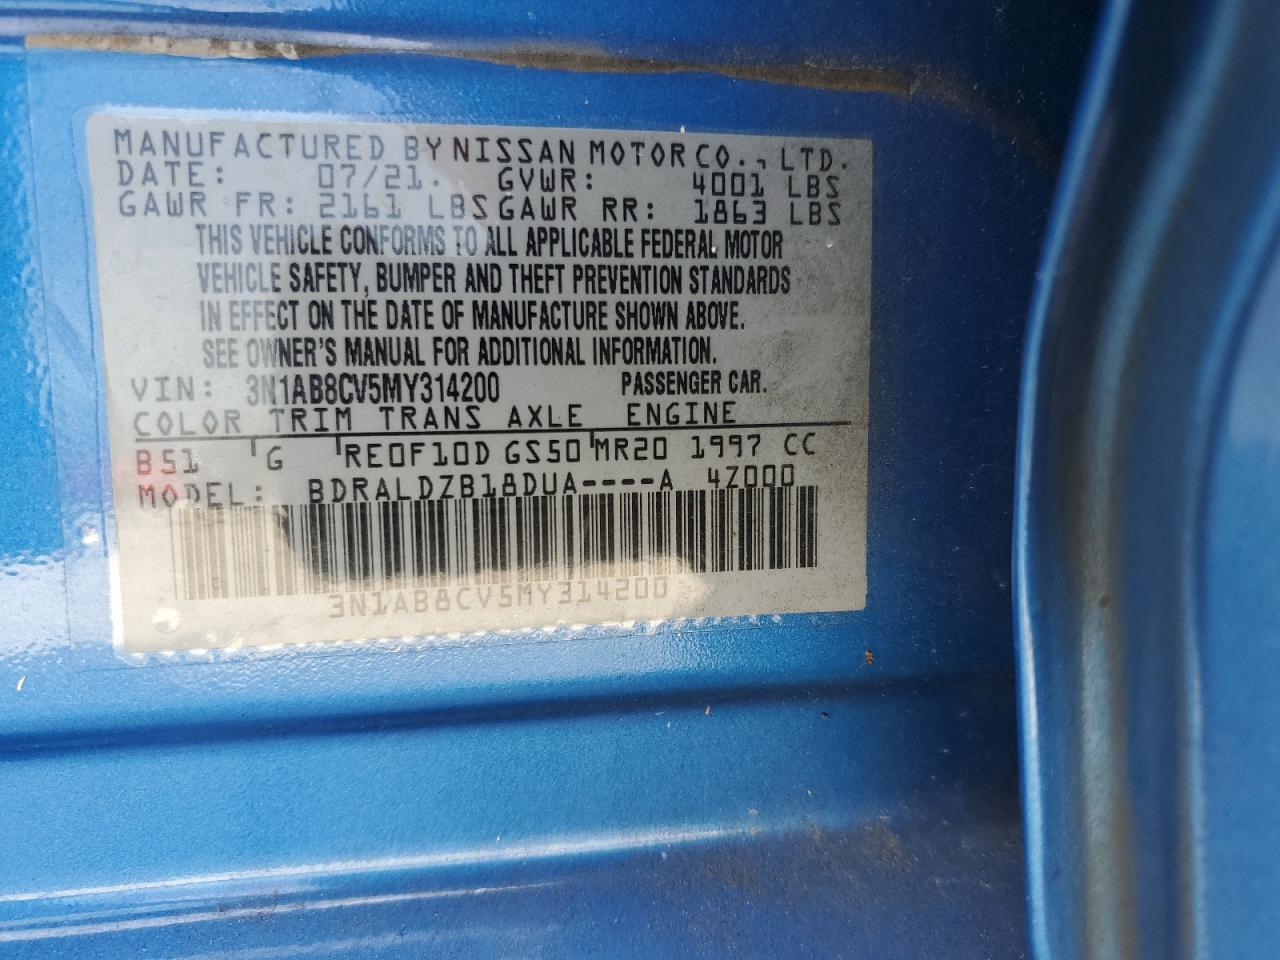 MANUFACTURED BY NISSAN MOTOR CO., LTD.
DATE: 07/21. GVWR: 4001 LBS
GAWR FR: 2161 LBS GAWR RR: 1863 LBS
THIS VEHICLE CONFORMS TO ALL APPLICABLE FEDERAL MOTOR
VEHICLE SAFETY, BUMPER AND THEFT PREVENTION STANDARDS
IN EFFECT ON THE DATE OF MANUFACTURE SHOWN ABOVE.
SEE OWNER'S MANUAL FOR ADDITIONAL INFORMATION.
VIN: 3N1AB8CV5MY314200 PASSENGER CAR.
COLOR TRIM TRANS AXLE ENGINE
B51 G RE0F10D GS50 MR20 1997 CC
MODEL: BDRALDZB18DUA----A 4Z000
3N1AB8CV5MY314200